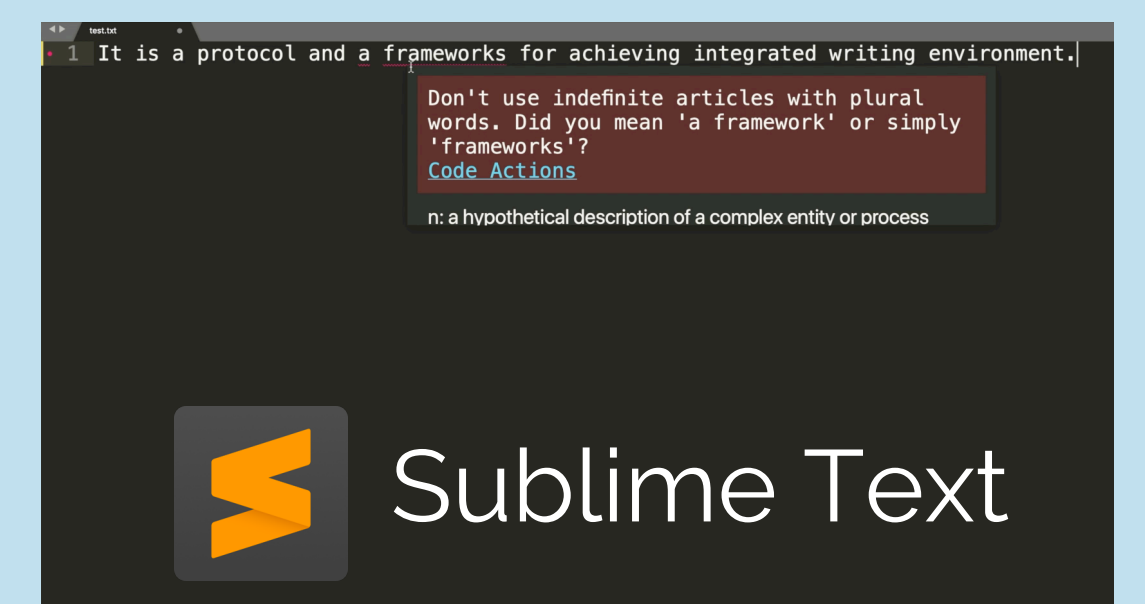 test.txt
1 It is a protocol and a frameworks for achieving integrated writing environment.
Don't use indefinite articles with plural
words. Did you mean 'a framework' or simply
'frameworks'?
Code Actions
n: a hypothetical description of a complex entity or process
Sublime Text